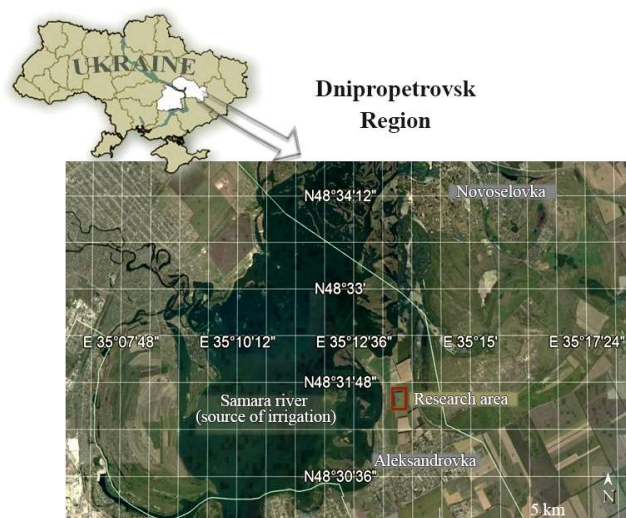 UKRAINE
Dnipropetrovsk
Region
Novoselovka
N48°34'12"
N48°33'
E 35°07'48"
E 35°10'12"
E 35°12'36"
E 35°15'
E 35°17'24"
N48°31'48"
Samara river
(source of irrigation)
Research area
Aleksandrovka
N48°30'36"
N
5 km